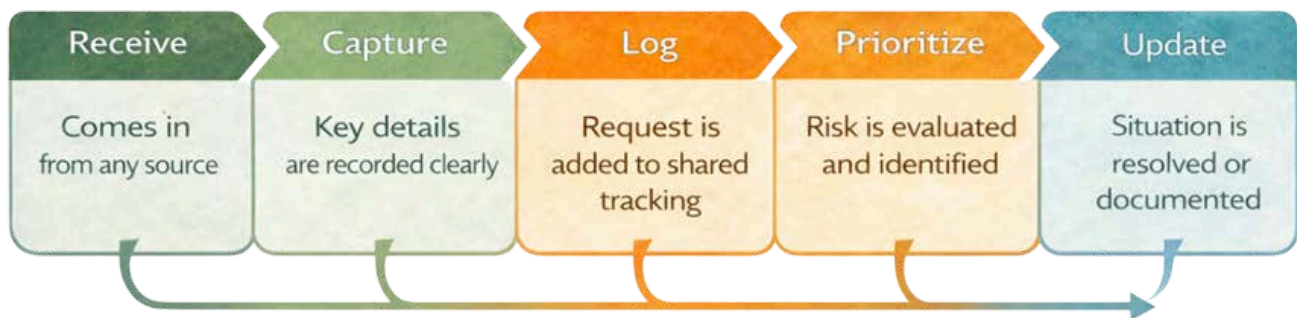 Receive
Comes in
from any source
Capture
Key details
are recorded clearly
Log
Request is
added to shared
tracking
Prioritize
Risk is evaluated
and identified
Update
Situation is
resolved or
documented